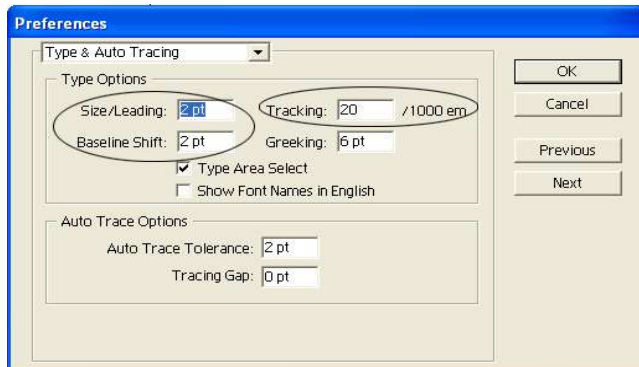 Preferences
Type & Auto Tracing
OK
Type Options
Size/Leading: 2 pt Tracking: 20 /1000 em
Cancel
Baseline Shift: 2 pt Greeking: 6 pt
Previous
Type Area Select
Next
Show Font Names in English
Auto Trace Options
Auto Trace Tolerance: 2 pt
Tracing Gap: 0 pt